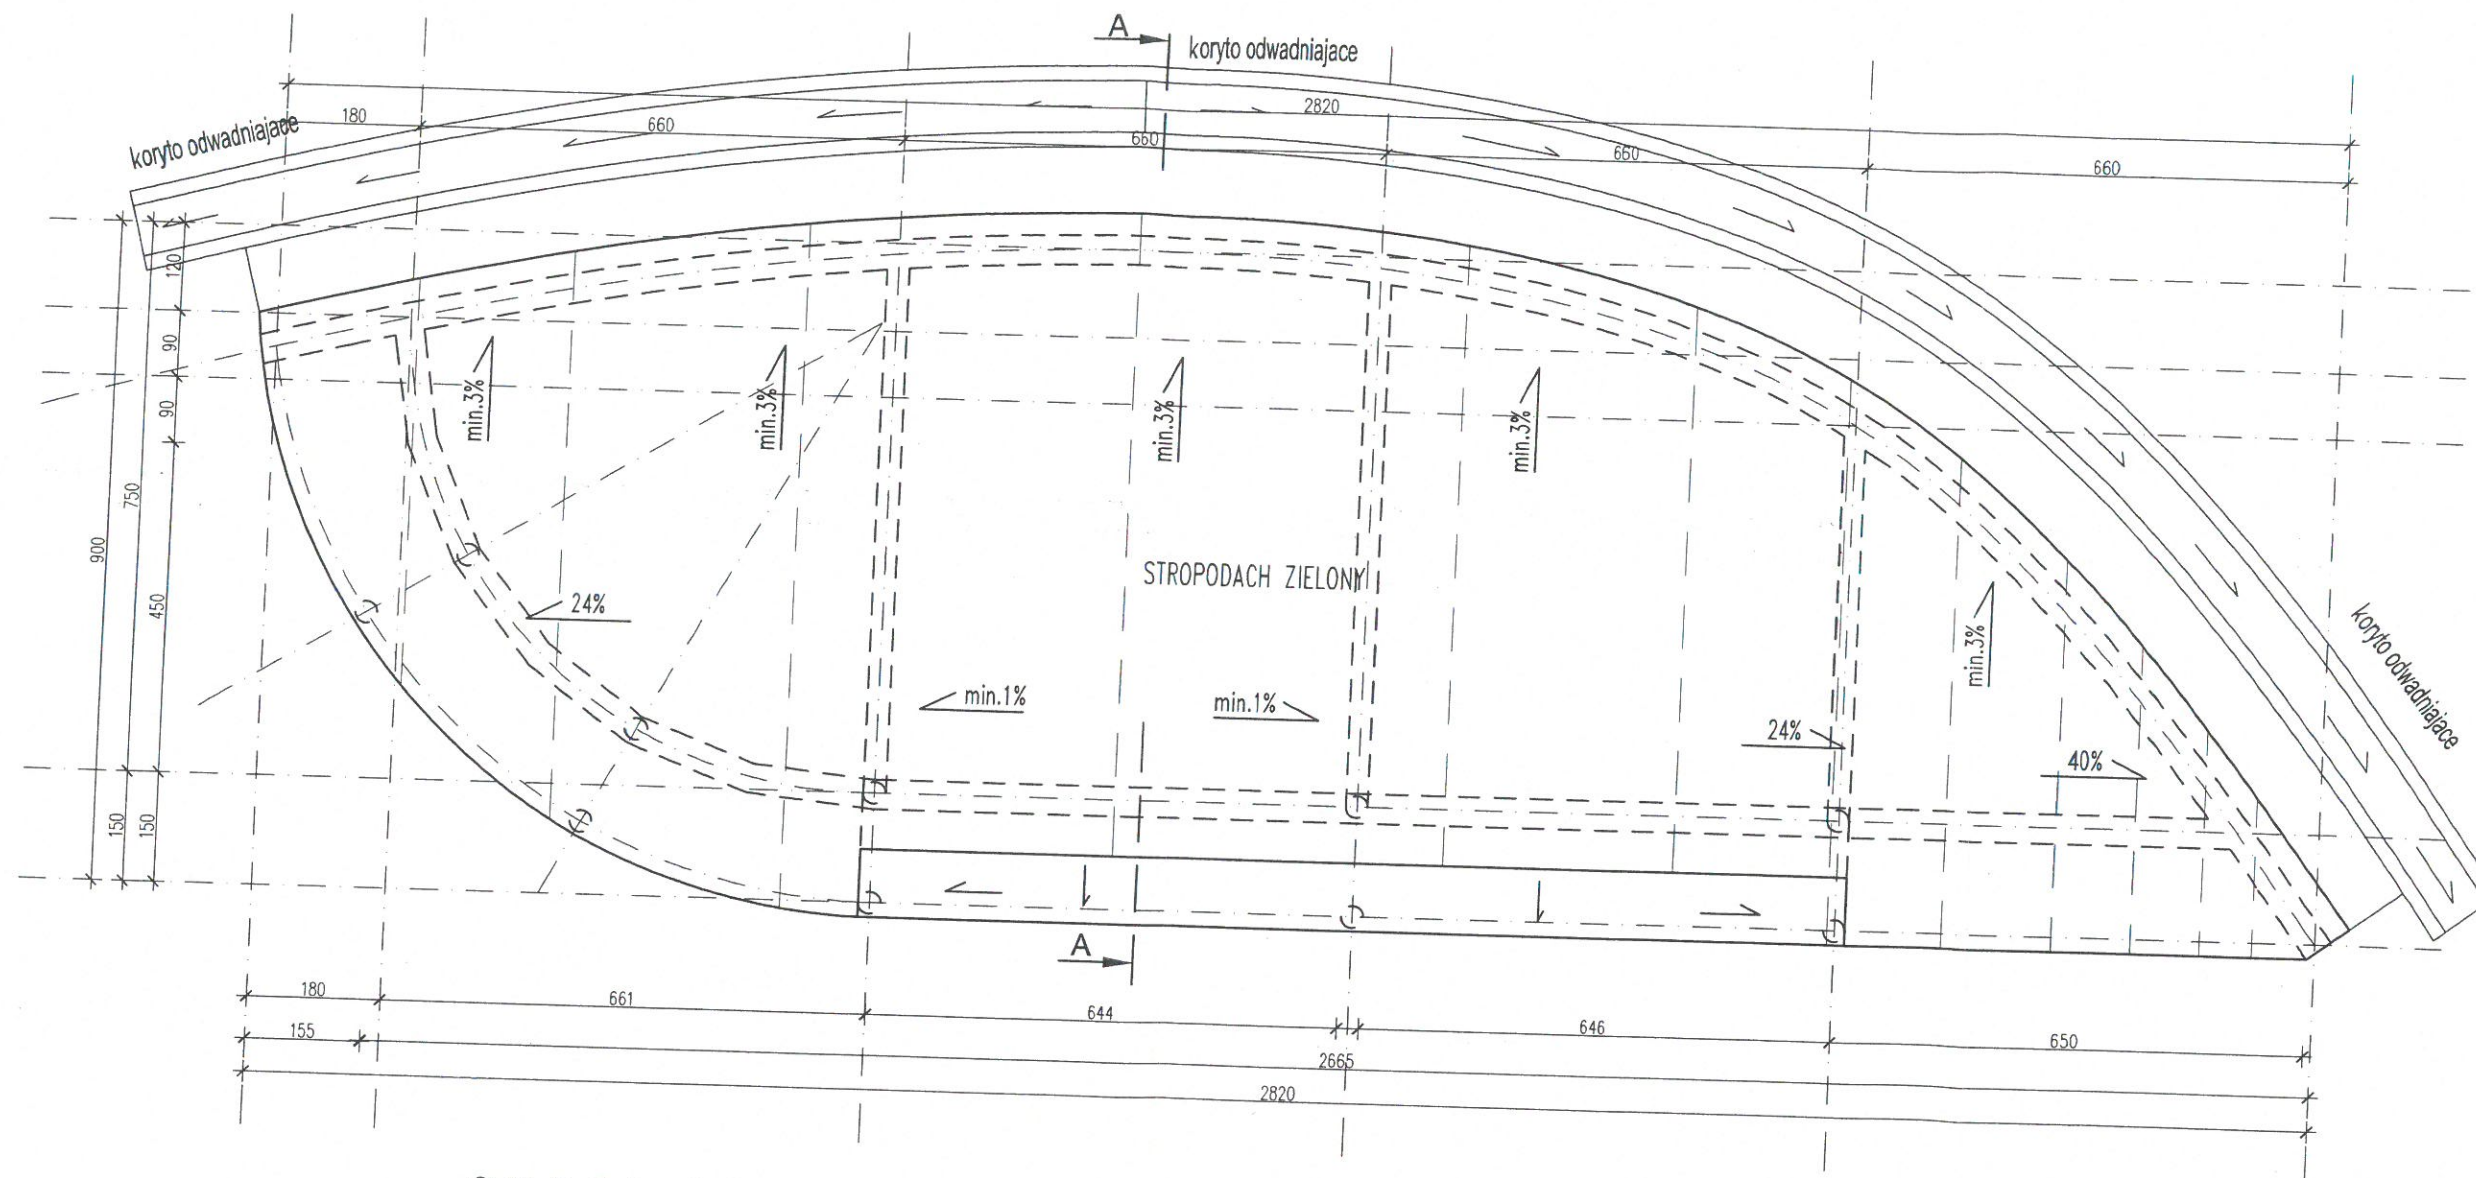 A
koryto odwadniajace
2820
koryto odwadniajace
180
660
660
660
660
120
90
90
750
900
450
150
150
min.3%
min.3%
min.3%
min.3%
min.3%
STROPODACH ZIELONY
24%
min.1%
min.1%
24%
40%
koryto odwadniajace
A
180
661
644
646
650
155
2665
2820